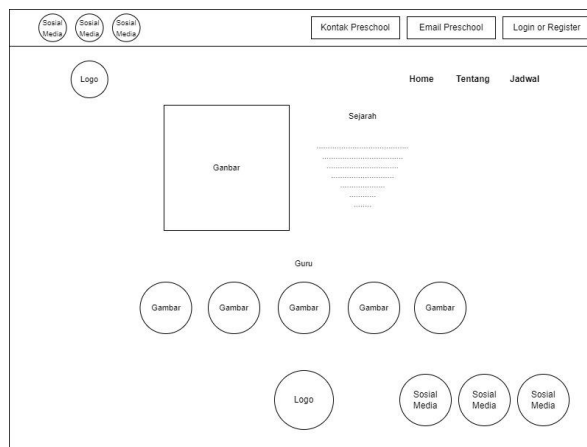 Sosial Media
Sosial Media
Sosial Media
Kontak Preschool
Email Preschool
Login or Register
Logo
Home
Tentang
Jadwal
Sejarah
Ganbar
Guru
Gambar
Gambar
Gambar
Gambar
Gambar
Logo
Sosial Media
Sosial Media
Sosial Media